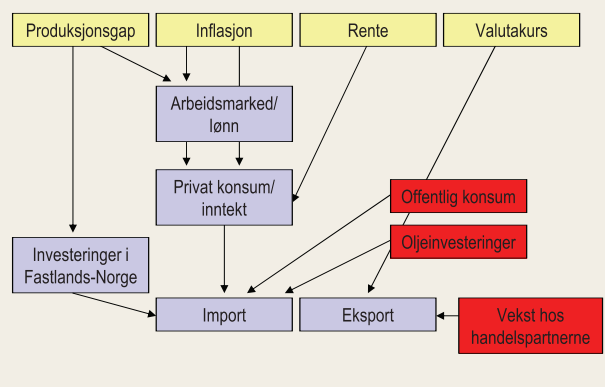 Produksjonsgap
Inflasjon
Rente
Valutakurs
Arbeidsmarked/
lønn
Privat konsum/
inntekt
Offentlig konsum
Oljeinvesteringer
Investeringer i
Fastlands-Norge
Import
Eksport
Vekst hos
handelspartnerne